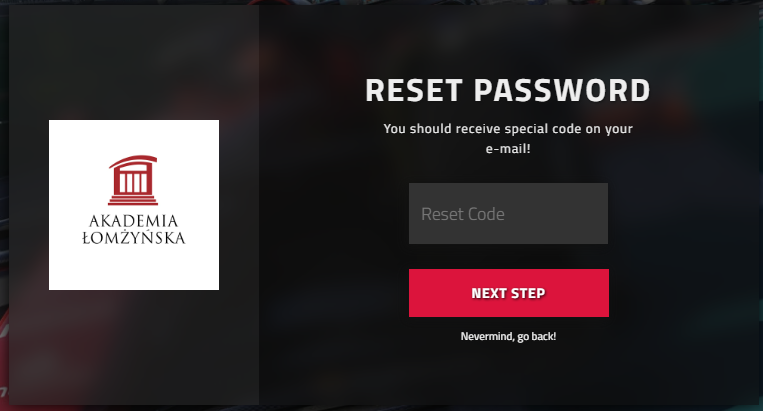 AKADEMIA
ŁOMŻYŃSKA
RESET PASSWORD
You should receive special code on your
e-mail!
Reset Code
NEXT STEP
Nevermind, go back!